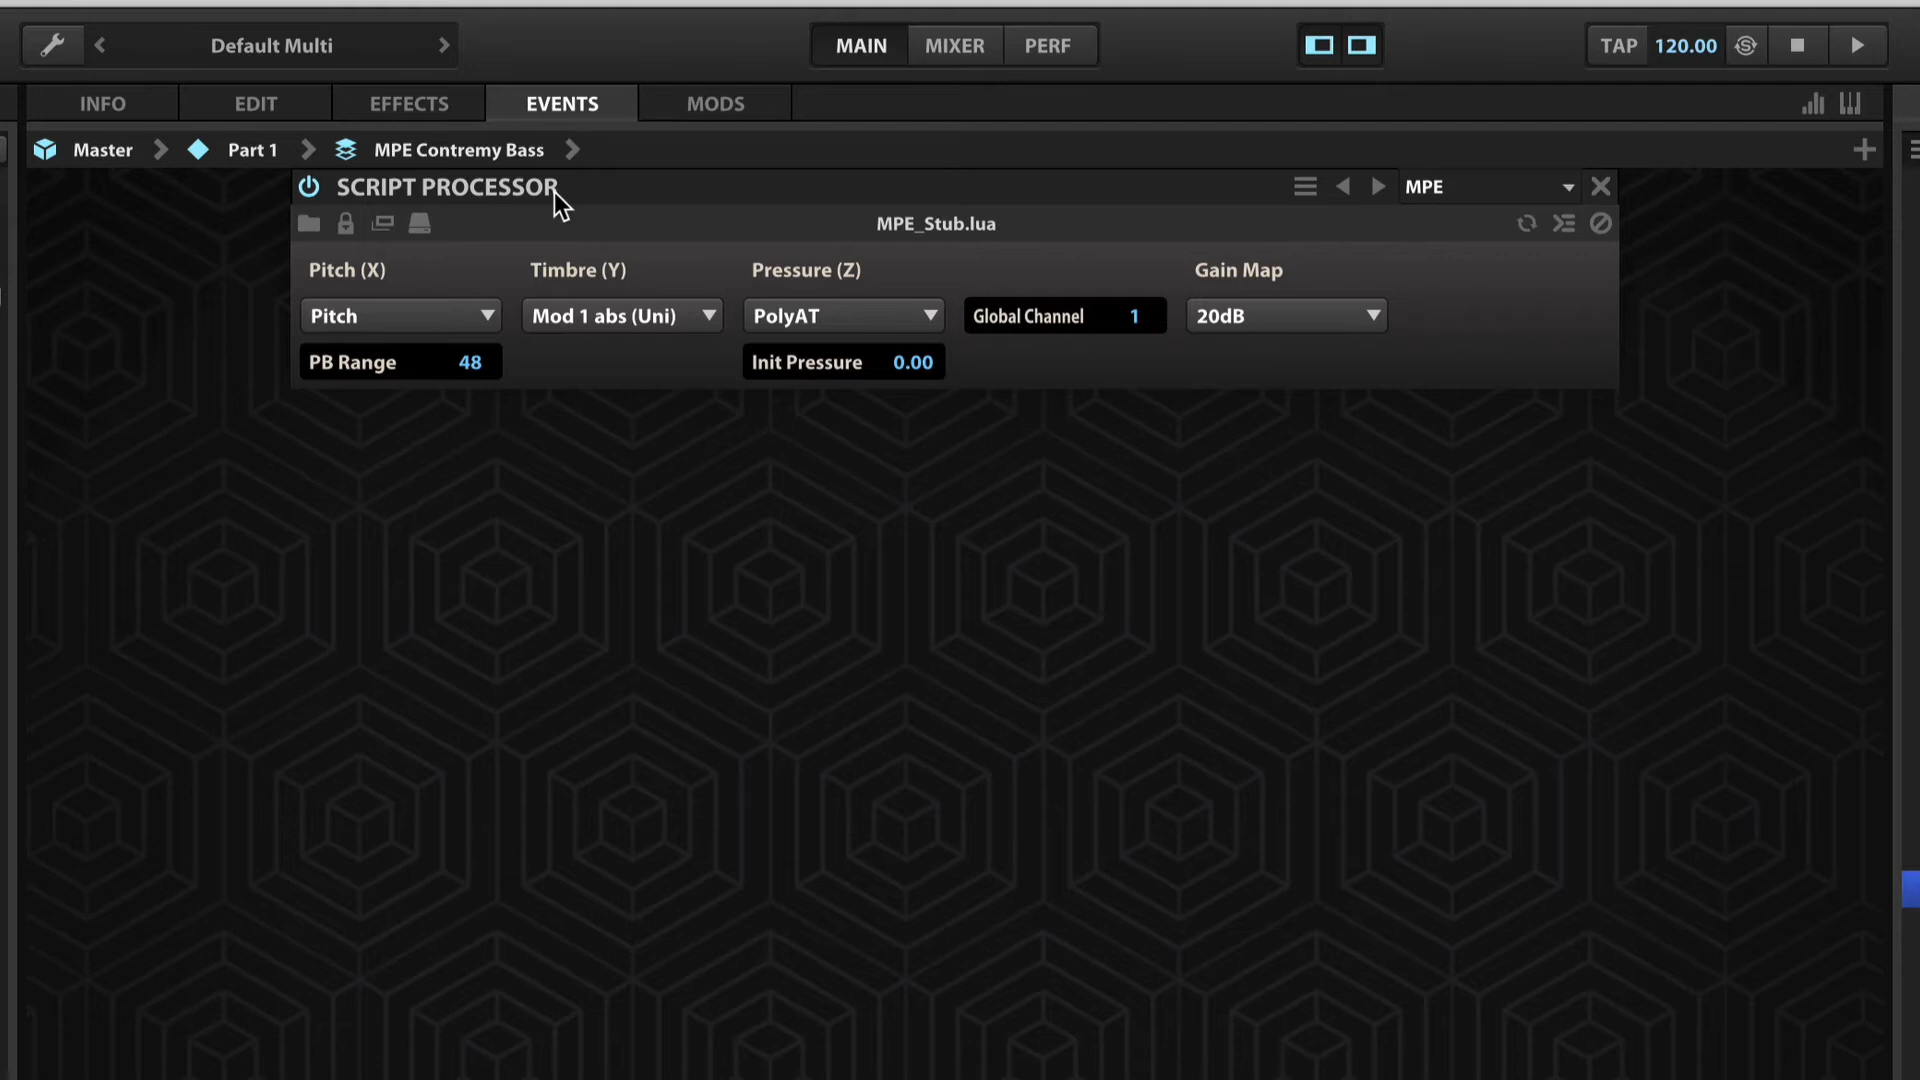 Default Multi MAIN MIXER PERF TAP 120.00
INFO EDIT EFFECTS EVENTS MODS
Master Part 1 MPE Contremy Bass
SCRIPT PROCESSOR MPE
MPE_Stub.lua
Pitch (X) Timbre (Y) Pressure (Z) Gain Map
Pitch Mod 1 abs (Uni) PolyAT Global Channel 1 20dB
PB Range 48 Init Pressure 0.00